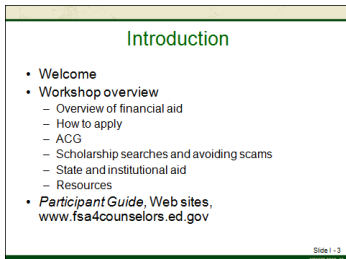 Introduction
• Welcome
• Workshop overview
– Overview of financial aid
– How to apply
– ACG
– Scholarship searches and avoiding scams
– State and institutional aid
– Resources
• Participant Guide, Web sites,
www.fsa4counselors.ed.gov
Slide I - 3